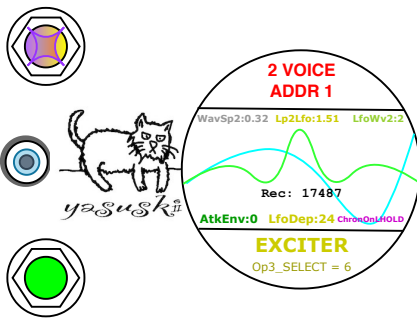 2 VOICE
ADDR 1
WavSp2:0.32 Lp2Lfo:1.51 LfoWv2:2
Rec: 17487
yasuski
AtkEnv:0 LfoDep:24 ChronOnLHOLD
EXCITER
Op3_SELECT = 6